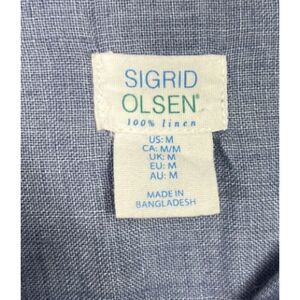 SIGRID
OLSEN®
100% linen
US: M
CA: M/M
UK: M
EU: M
AU: M
MADE IN
BANGLADESH